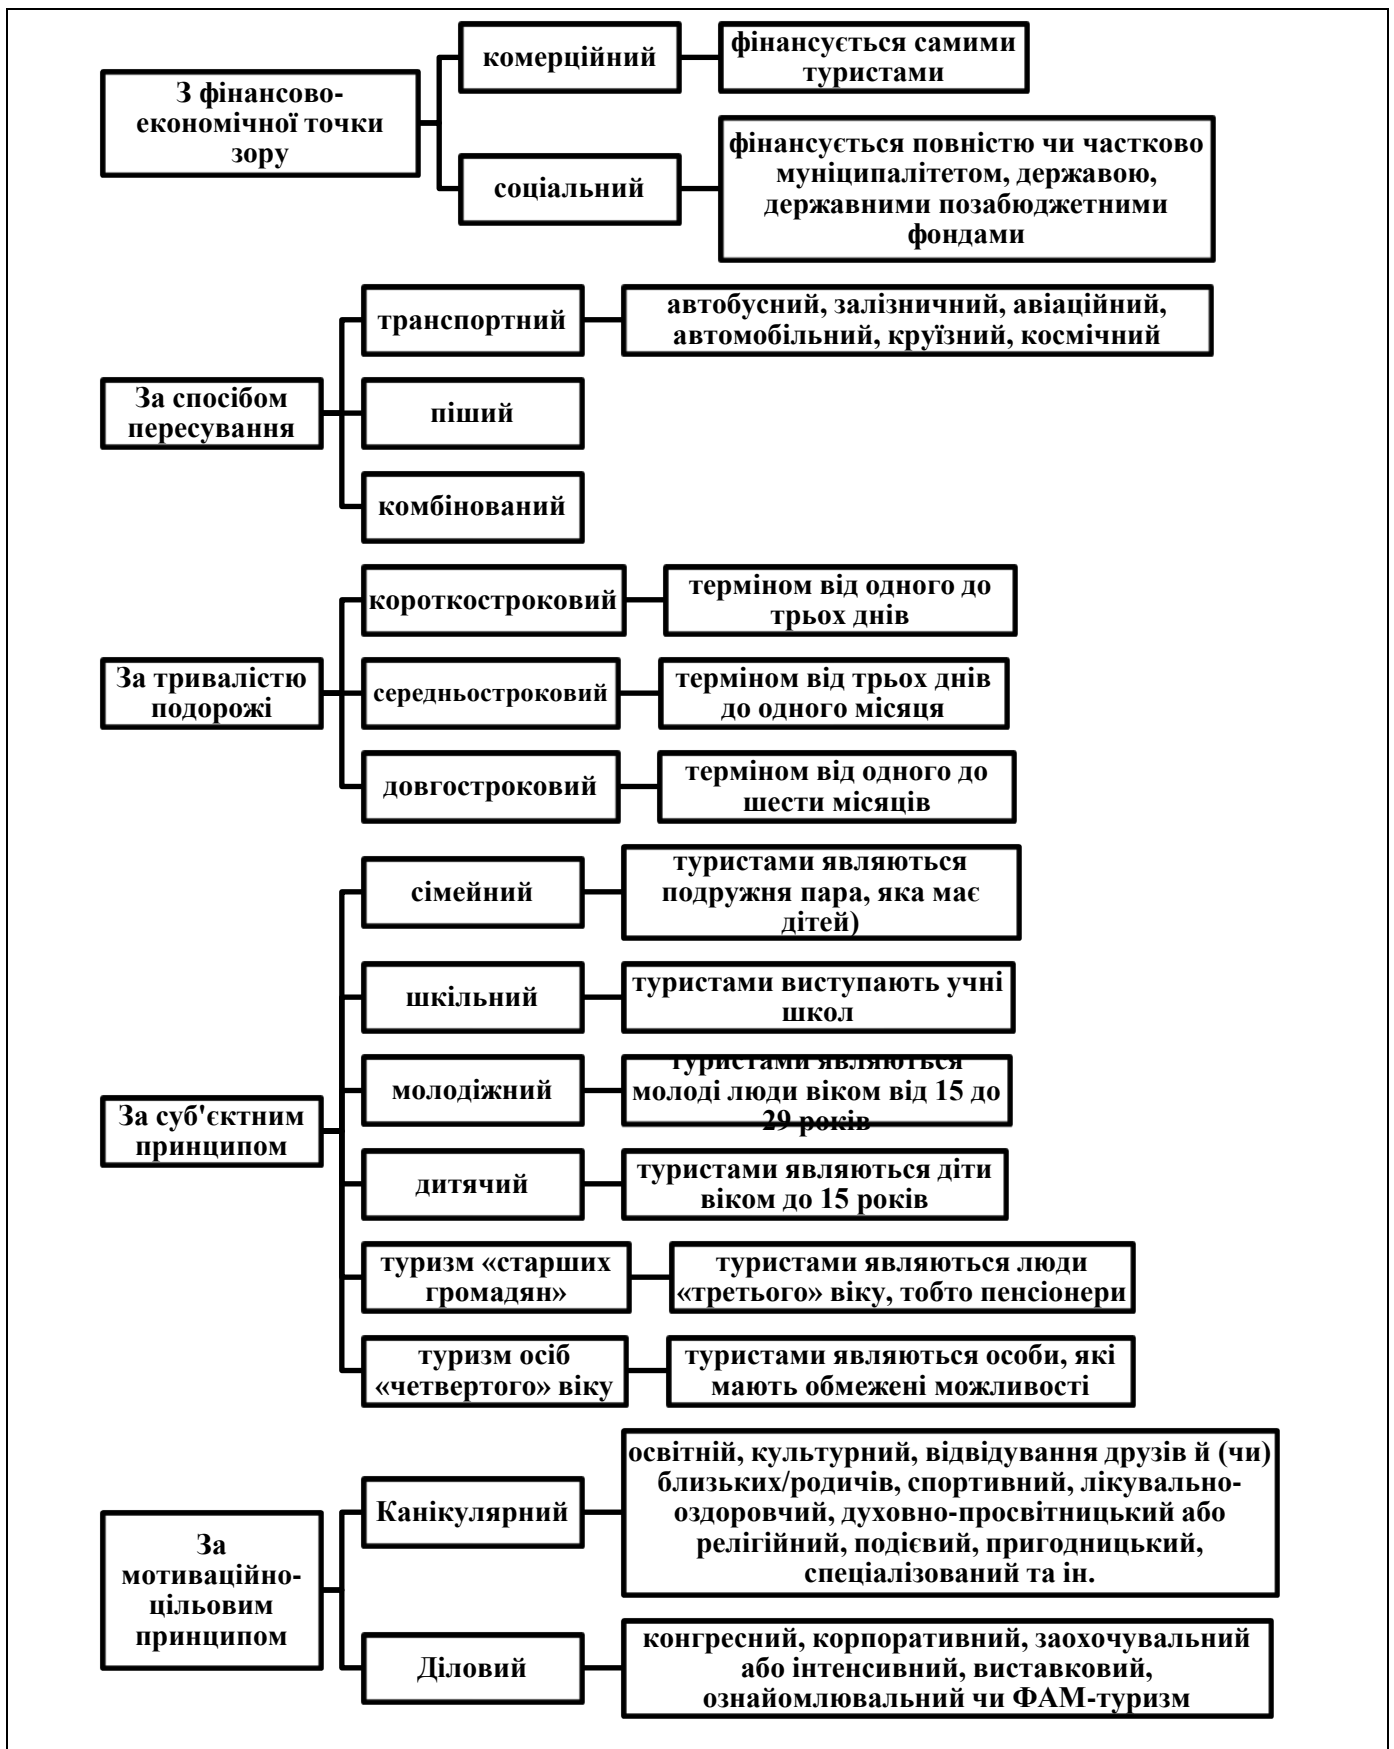 З фінансово-
економічної точки
зору
комерційний
фінансується самими
туристами
соціальний
фінансується повністю чи частково
муніципалітетом, державою,
державними позабюджетними
фондами
За спосібом
пересування
транспортний
автобусний, залізничний, авіаційний,
автомобільний, круїзний, космічний
піший
комбінований
За тривалістю
подорожі
короткостроковий
терміном від одного до
трьох днів
середньостроковий
терміном від трьох днів
до одного місяця
довгостроковий
терміном від одного до
шести місяців
За суб'єктним
принципом
сімейний
туристами являються
подружня пара, яка має
дітей)
шкільний
туристами виступають учні
школ
молодіжний
туристами являються
молоді люди віком від 15 до
29 років
дитячий
туристами являються діти
віком до 15 років
туризм «старших
громадян»
туристами являються люди
«третього» віку, тобто пенсіонери
туризм осіб
«четвертого» віку
туристами являються особи, які
мають обмежені можливості
За
мотиваційно-
цільовим
принципом
Канікулярний
освітній, культурний, відвідування друзів й (чи)
близьких/родичів, спортивний, лікувально-
оздоровчий, духовно-просвітницький або
релігійний, подієвий, пригодницький,
спеціалізований та ін.
Діловий
конгресний, корпоративний, заохочувальний
або інтенсивний, виставковий,
ознайомлювальний чи ФАМ-туризм